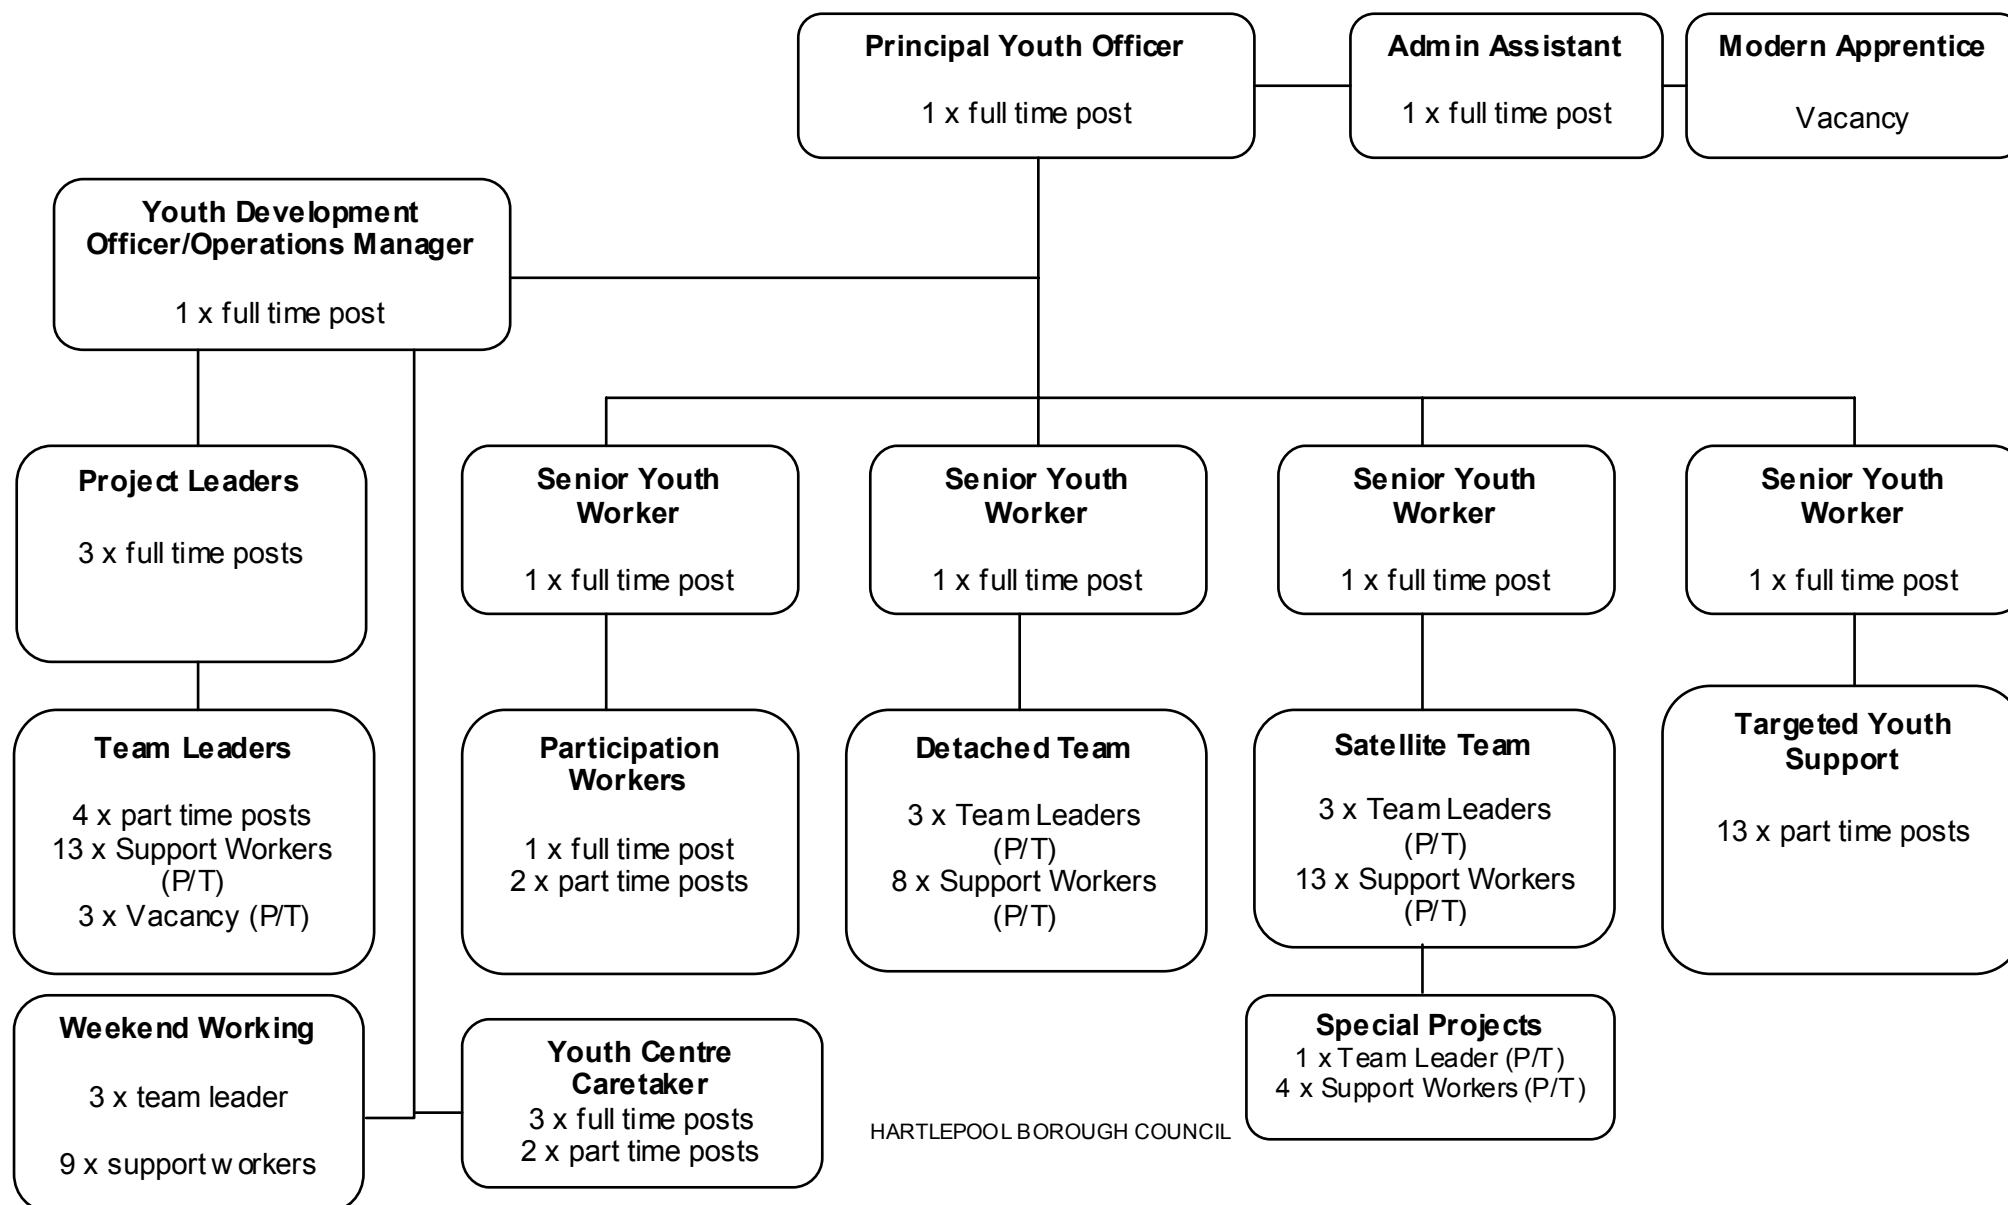 Principal Youth Officer
1 x full time post
Admin Assistant
1 x full time post
Modern Apprentice
Vacancy
Youth Development
Officer/Operations Manager
1 x full time post
Project Leaders
3 x full time posts
Senior Youth
Worker
1 x full time post
Senior Youth
Worker
1 x full time post
Senior Youth
Worker
1 x full time post
Senior Youth
Worker
1 x full time post
Team Leaders
4 x part time posts
13 x Support Workers
(P/T)
3 x Vacancy (P/T)
Participation
Workers
1 x full time post
2 x part time posts
Detached Team
3 x Team Leaders
(P/T)
8 x Support Workers
(P/T)
Satellite Team
3 x Team Leaders
(P/T)
13 x Support Workers
(P/T)
Targeted Youth
Support
13 x part time posts
Weekend Working
3 x team leader
9 x support workers
Youth Centre
Caretaker
3 x full time posts
2 x part time posts
Special Projects
1 x Team Leader (P/T)
4 x Support Workers (P/T)
HARTLEPOOL BOROUGH COUNCIL